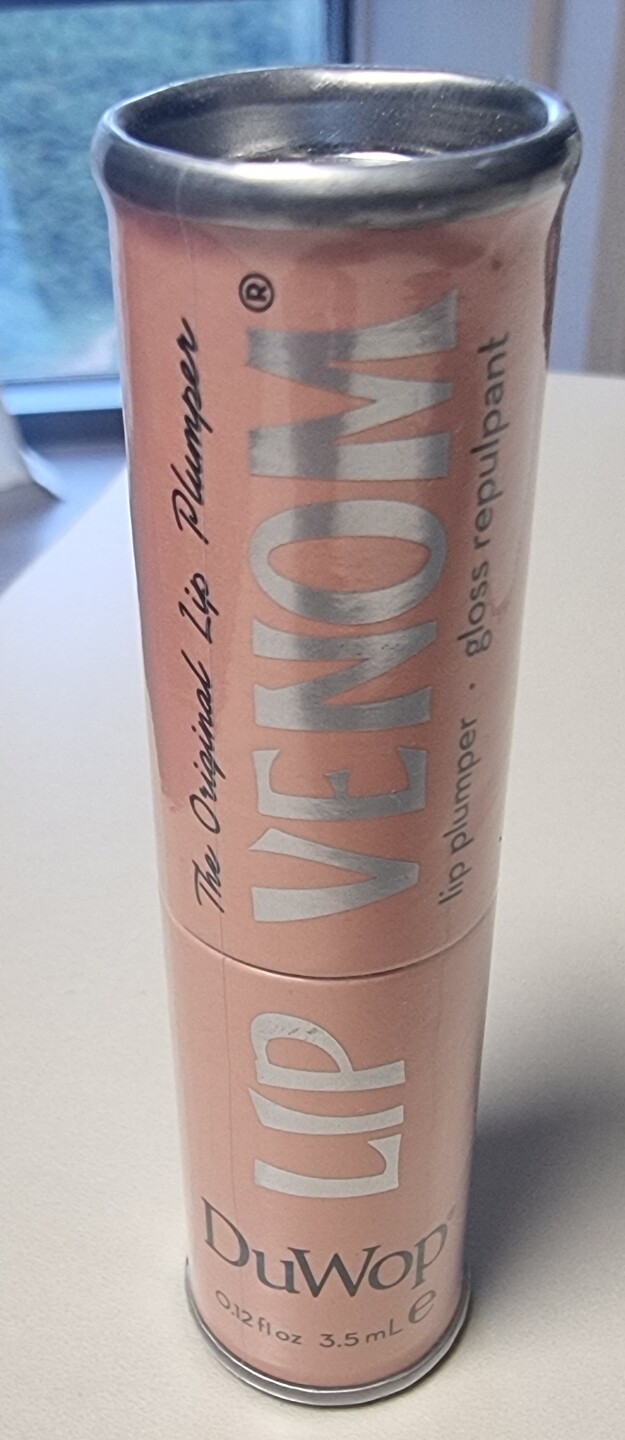 The Original Lip Plumper
LIP VENOM®
lip plumper · gloss repulpant
DuWop
0.12 fl oz 3.5 mL e